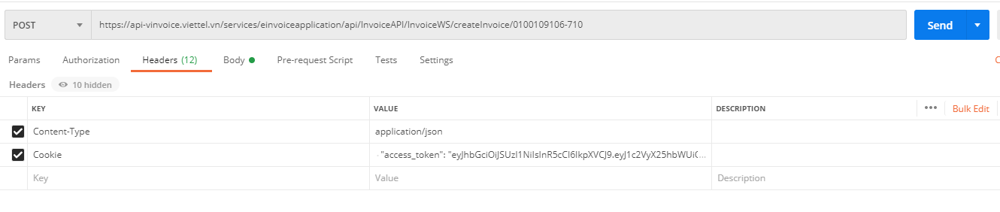 POST https://api-vinvoice.viettel.vn/services/einvoiceapplication/api/InvoiceAPI/InvoiceWS/createInvoice/0100109106-710 Send
Params Authorization Headers (12) Body Pre-request Script Tests Settings C
Headers 10 hidden
KEY VALUE DESCRIPTION ••• Bulk Edit
Content-Type application/json
Cookie "access_token": "eyJhbGciOiJSUzI1NiIsInR5cCI6IkpXVCJ9.eyJ1c2VyX25hbWUiO...
Key Value Description